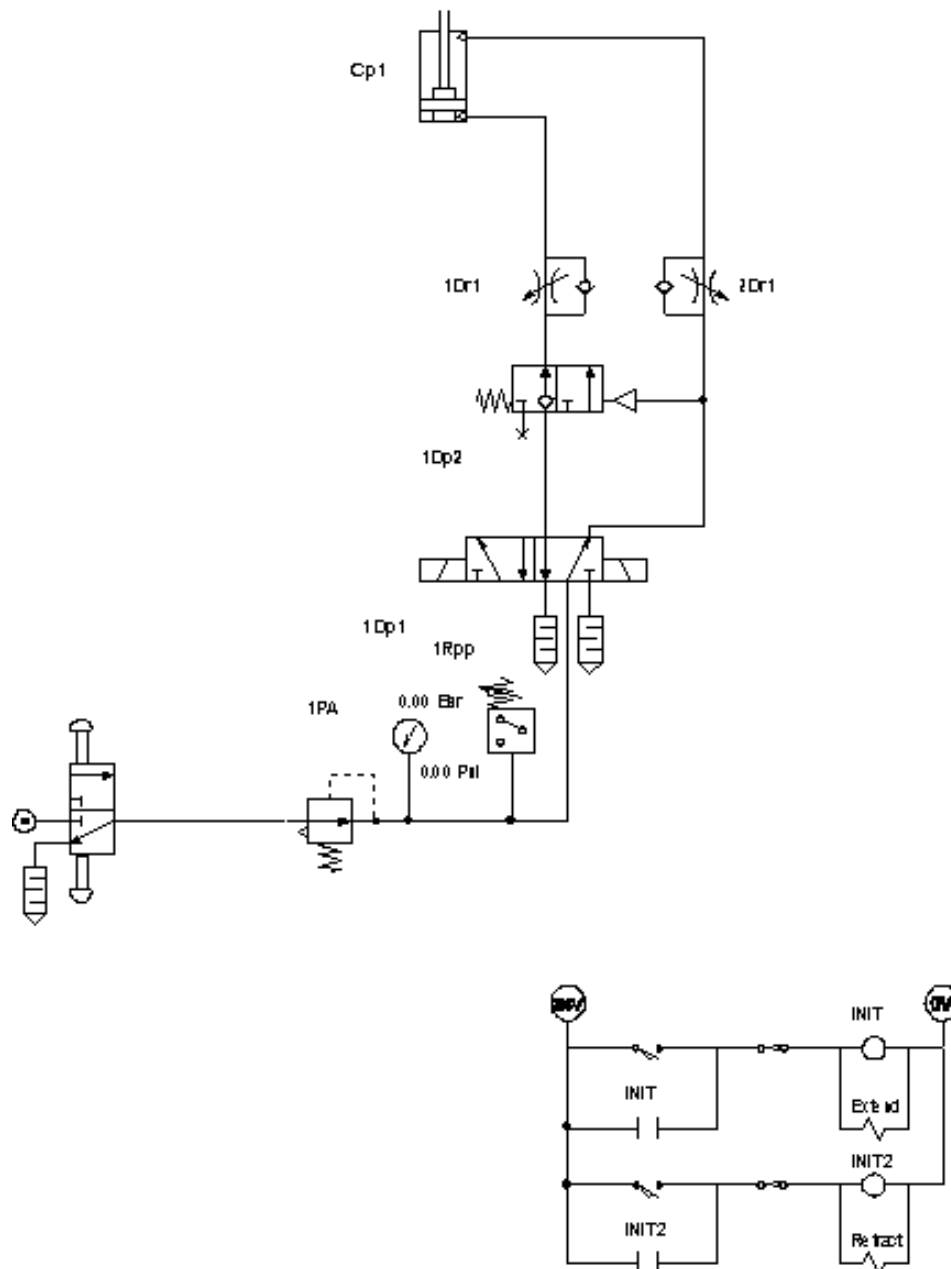 Cp1
1Dr1
2Dr1
1Dp2
1Dp1
1Rpp
1PA
0.00 Bar
0.00 Psi
INIT
INIT
Extend
INIT2
INIT2
Retract